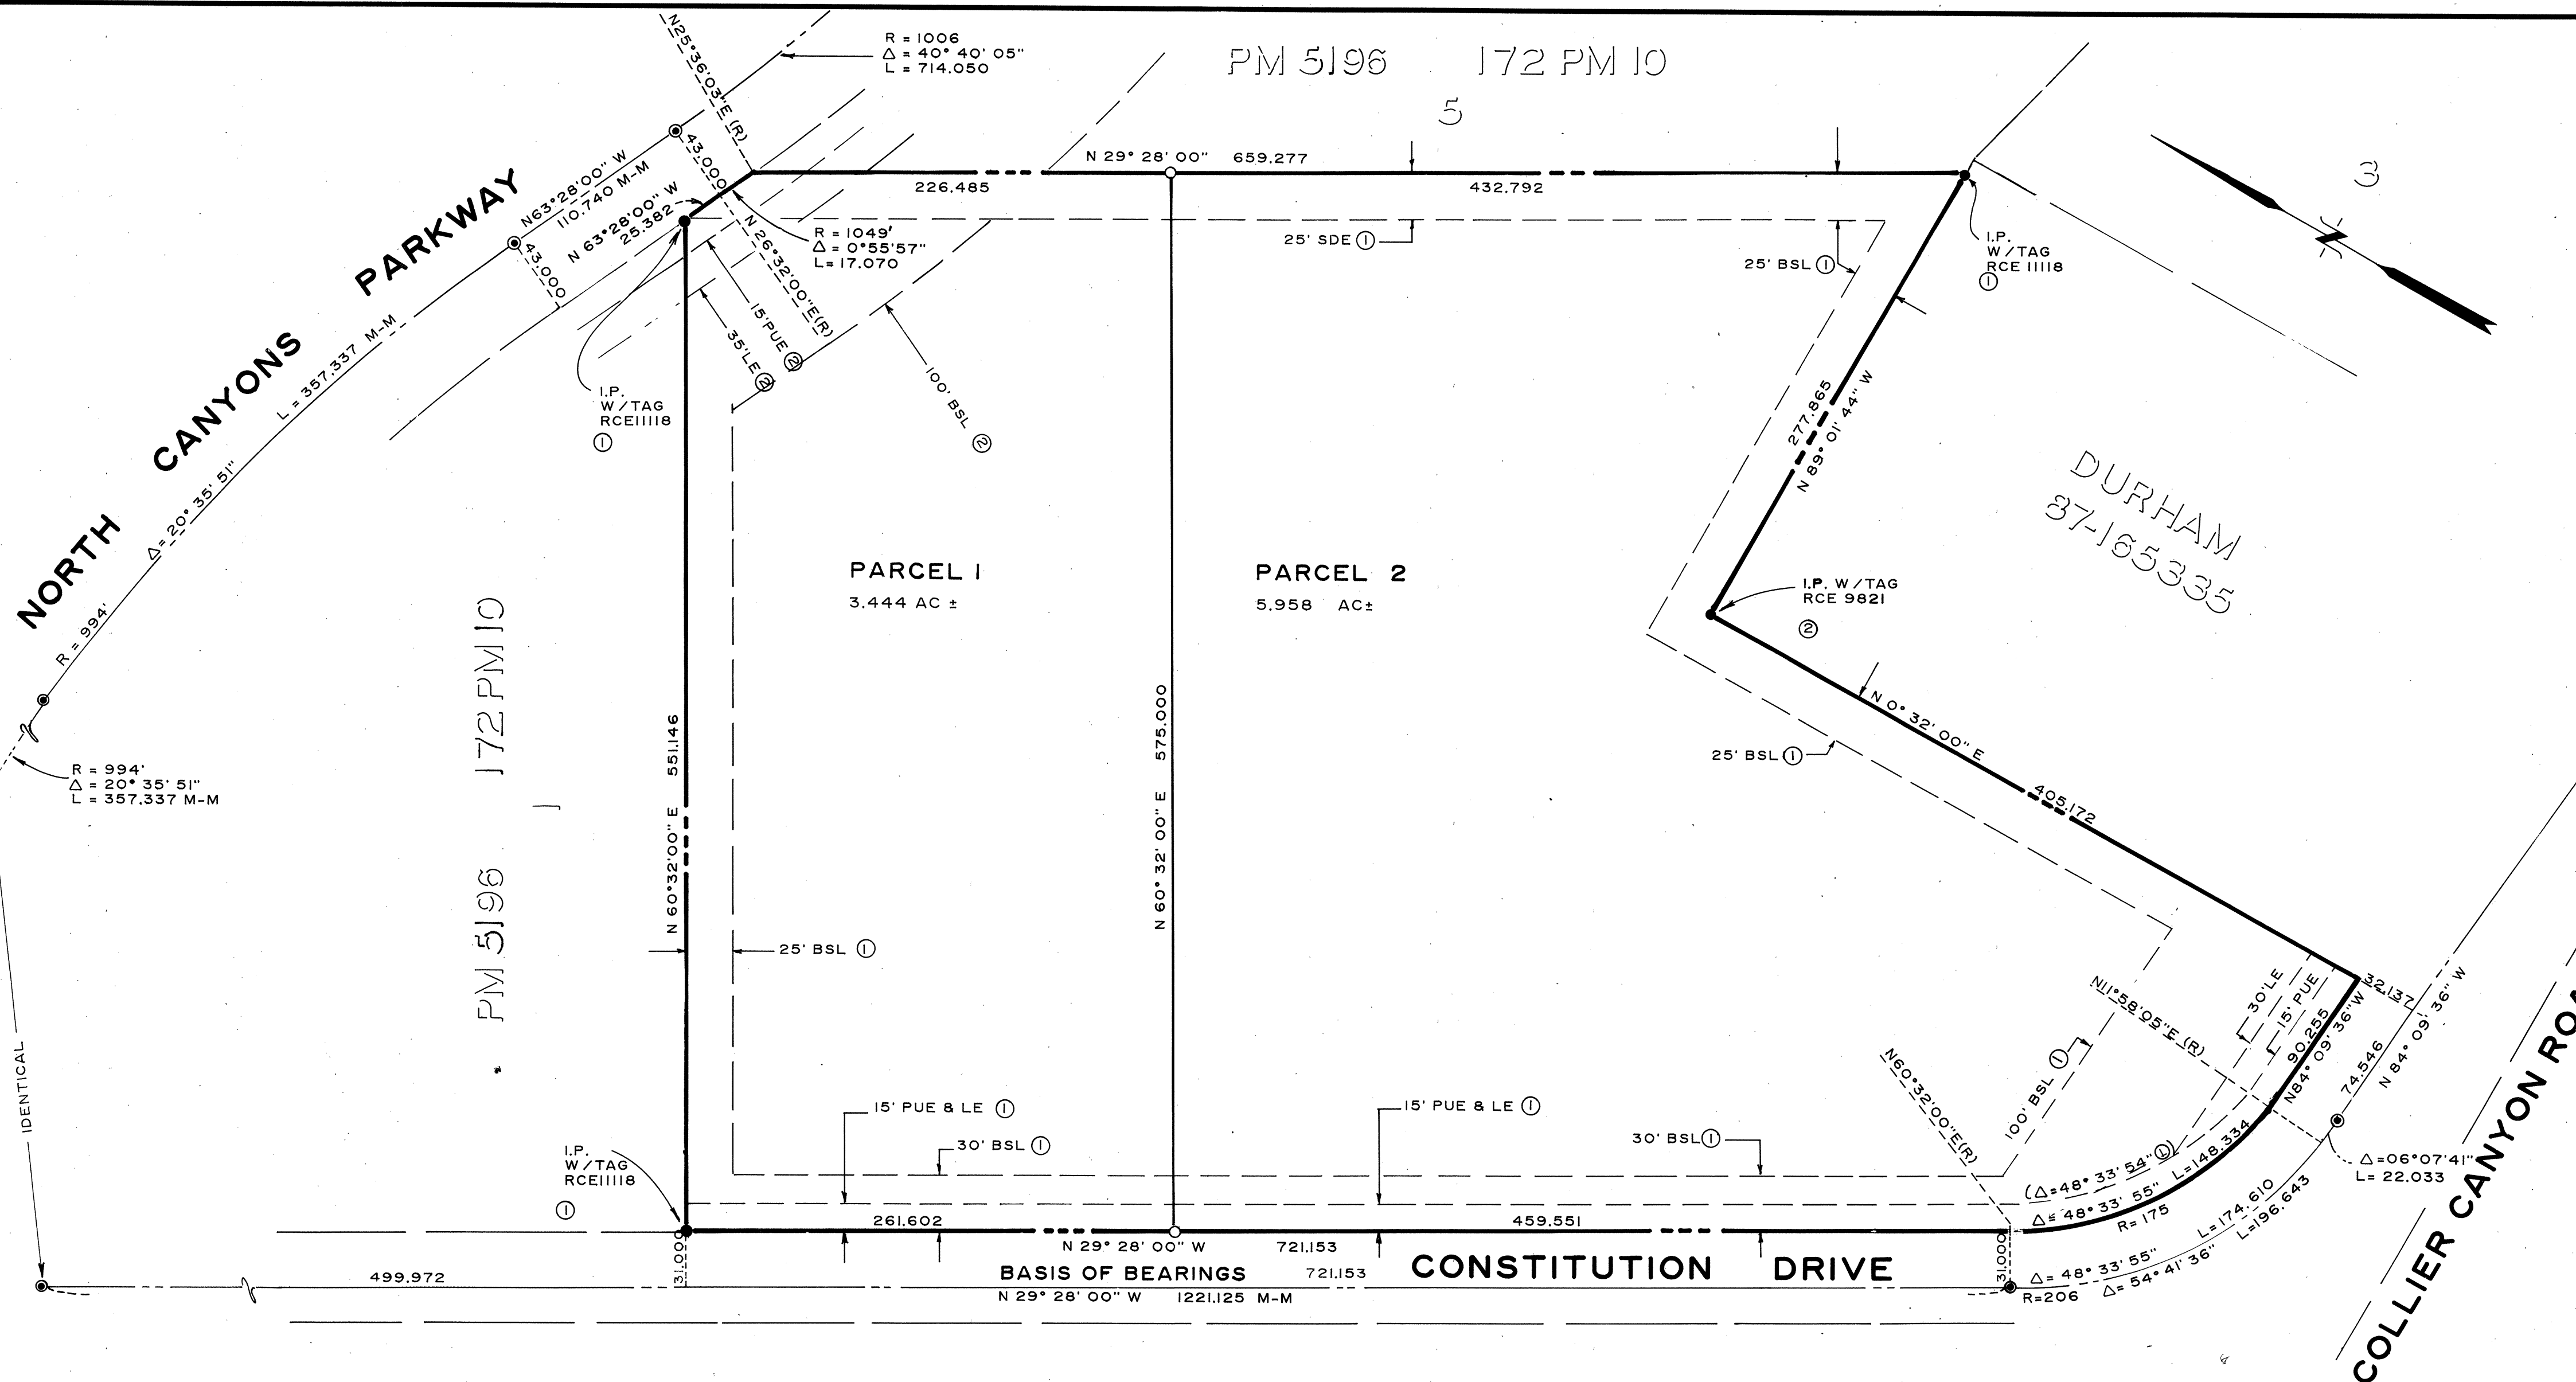 R = 1006
Δ = 40° 40' 05"
L = 714.050
PM 5196 172 PM 10
5
3
N25°36'03"E (R)
N 29° 28' 00" 659.277
226.485
432.792
43.000
N63°28'00" W
110.740 M-M
N 63°28'00" W
25.382
43.000
R = 1049'
Δ = 0°55'57"
L= 17.070
N 26°32'00"E(R)
15' PUE ②
35' LE ②
100' BSL ②
25' SDE ①
25' BSL ①
I.P.
W/TAG
RCE 11118
①
N
NORTH CANYONS PARKWAY
L = 357.337 M-M
Δ= 20° 35' 51"
R = 994'
I.P.
W/TAG
RCE11118
①
277.865
N 89° 01' 44" W
DURHAM
87-165335
PARCEL 1
3.444 AC ±
PARCEL 2
5.958 AC±
I.P. W/TAG
RCE 9821
②
PM 5196 172 PM 10
1
N 60°32'00" E 551.146
N 60° 32' 00" E 575.000
N 0° 32' 00" E
405.172
25' BSL ①
R = 994'
Δ = 20° 35' 51"
L = 357.337 M-M
25' BSL ①
IDENTICAL
32.137
30' LE
15' PUE
90.255
N84° 09' 36"W
N11°58'05"E (R)
N60°32'00"E(R)
100' BSL ①
74.546
N 84° 09' 36" W
15' PUE & LE ①
30' BSL ①
15' PUE & LE ①
30' BSL ①
I.P.
W/TAG
RCE11118
①
(Δ=48° 33' 54" ①)
Δ = 48° 33' 55" L=148.334
R= 175
Δ =06°07'41"
L= 22.033
L=174.610
L=196.643
261.602
459.551
31.000
N 29° 28' 00" W 721.153
BASIS OF BEARINGS 721.153
CONSTITUTION DRIVE
31.000
499.972
N 29° 28' 00" W 1221.125 M-M
R=206
Δ= 48° 33' 55"
Δ= 54° 41' 36"
COLLIER CANYON ROA